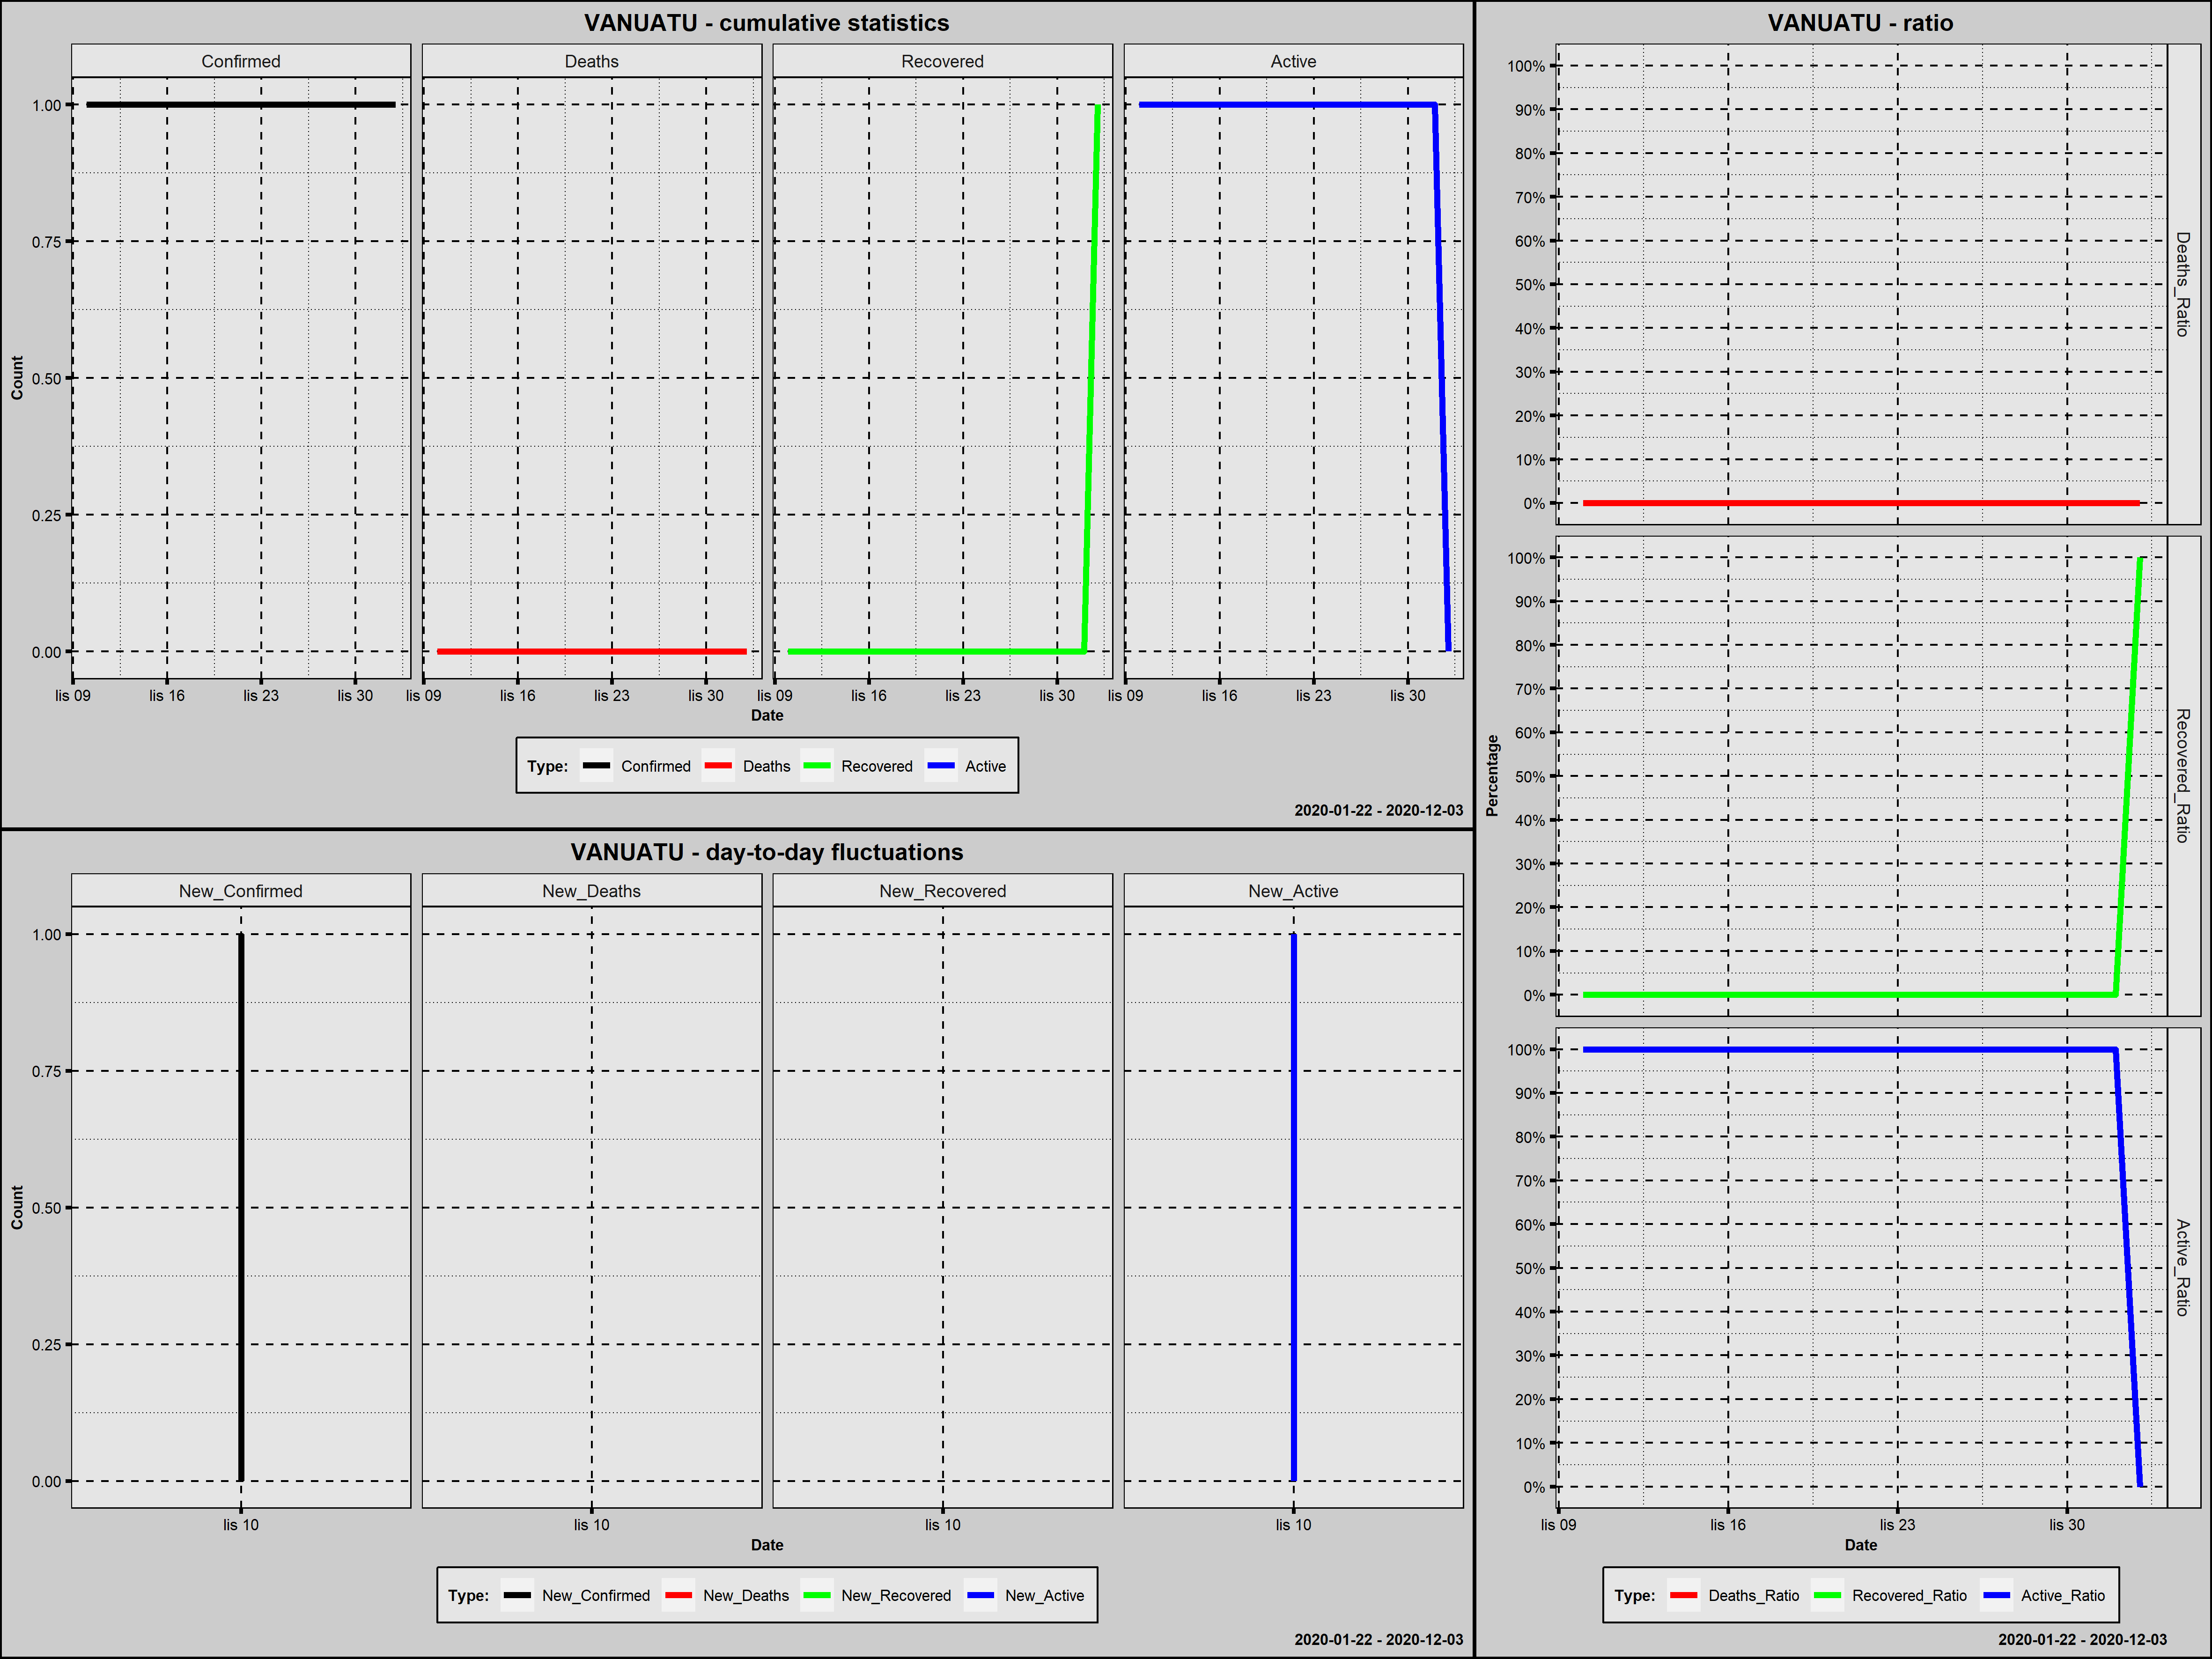 VANUATU - cumulative statistics
Confirmed Deaths Recovered Active
Count
1.00
0.75
0.50
0.25
0.00
lis 09 lis 16 lis 23 lis 30 lis 09 lis 16 lis 23 lis 30 lis 09 lis 16 lis 23 lis 30 lis 09 lis 16 lis 23 lis 30
Date
Type: Confirmed Deaths Recovered Active
2020-01-22 - 2020-12-03
VANUATU - day-to-day fluctuations
New_Confirmed New_Deaths New_Recovered New_Active
Count
1.00
0.75
0.50
0.25
0.00
lis 10 lis 10 lis 10 lis 10
Date
Type: New_Confirmed New_Deaths New_Recovered New_Active
2020-01-22 - 2020-12-03
VANUATU - ratio
Percentage
100%
90%
80%
70%
60%
50%
40%
30%
20%
10%
0%
Deaths_Ratio
100%
90%
80%
70%
60%
50%
40%
30%
20%
10%
0%
Recovered_Ratio
100%
90%
80%
70%
60%
50%
40%
30%
20%
10%
0%
Active_Ratio
lis 09 lis 16 lis 23 lis 30
Date
Type: Deaths_Ratio Recovered_Ratio Active_Ratio
2020-01-22 - 2020-12-03